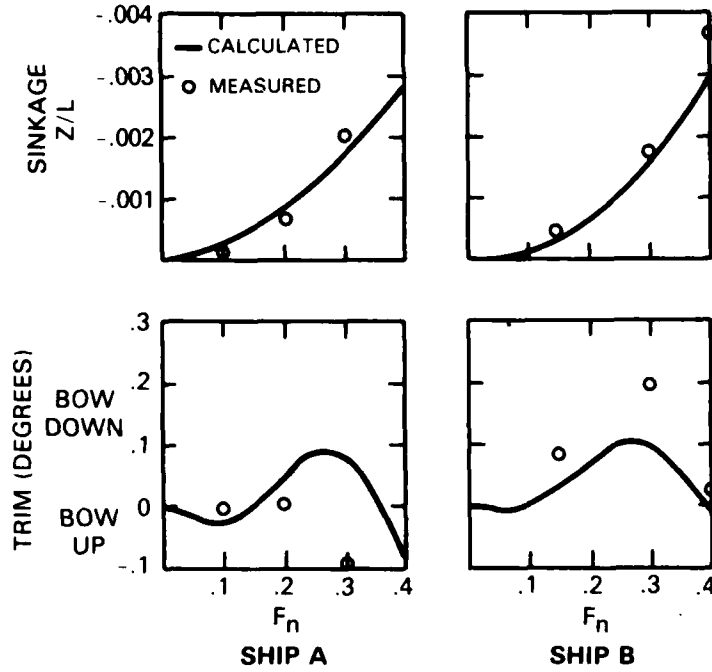 -.004
-.003
-.002
-.001
SINKAGE
Z/L
CALCULATED
MEASURED
.3
.2
.1
0
-.1
TRIM (DEGREES)
BOW
DOWN
BOW
UP
.1 .2 .3 .4
Fn
SHIP A
.1 .2 .3 .4
Fn
SHIP B